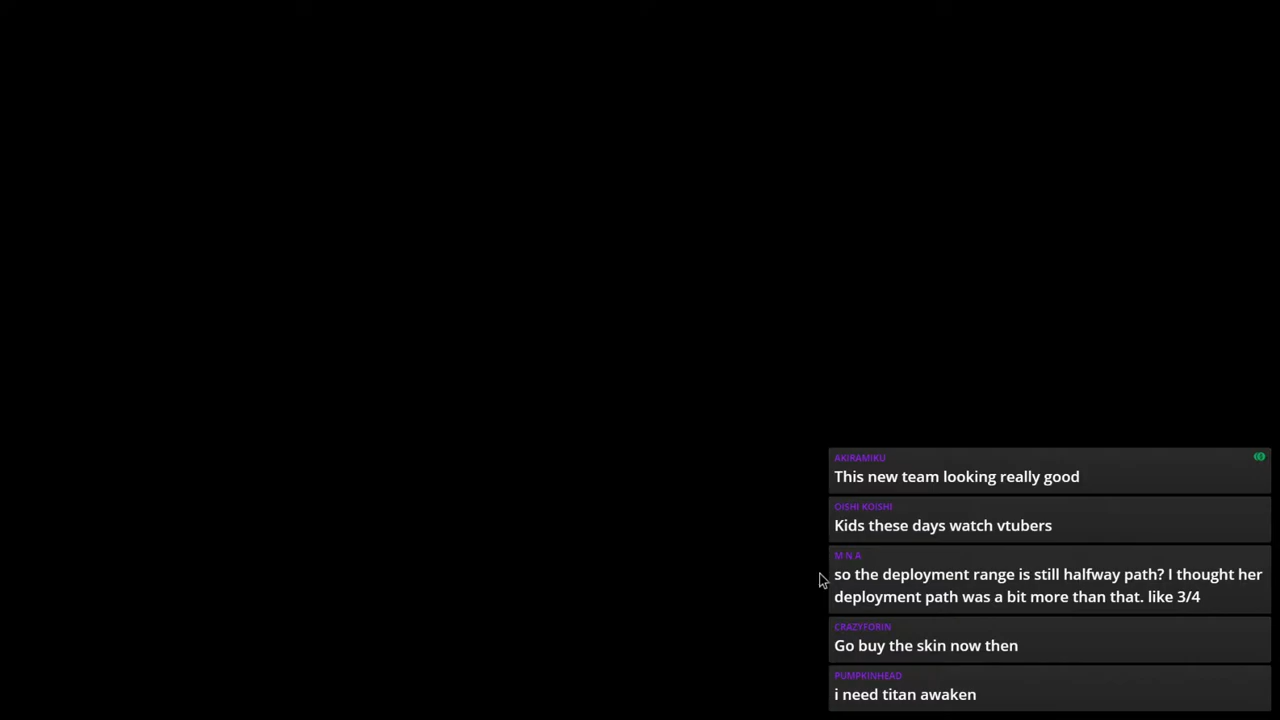 AKIRAMIKU
This new team looking really good
OISHI KOISHI
Kids these days watch vtubers
M N A
so the deployment range is still halfway path? I thought her
deployment path was a bit more than that. like 3/4
CRAZYFORIN
Go buy the skin now then
PUMPKINHEAD
i need titan awaken